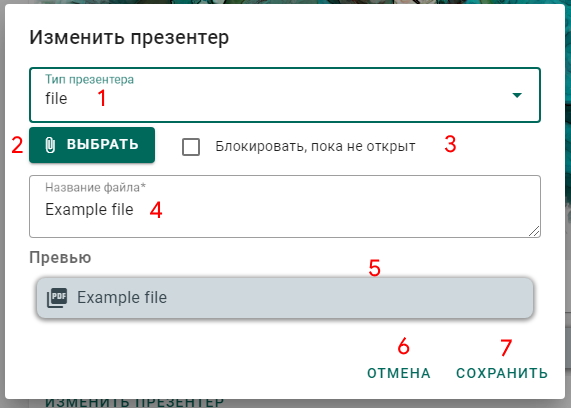 Изменить презентер
Тип презентера
file 1
2 ВЫБРАТЬ Блокировать, пока не открыт 3
Название файла*
Example file 4
Превью
5
PDF Example file
6 7
ОТМЕНА СОХРАНИТЬ
ИЗМЕНИТЬ ПРЕЗЕНТЕР